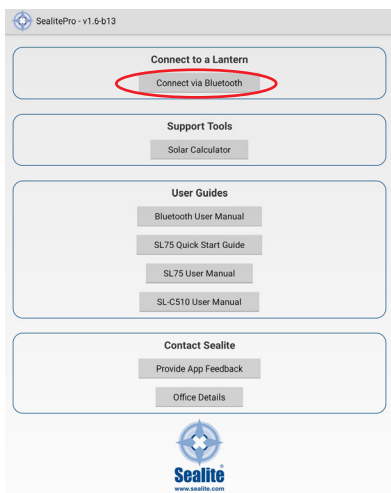 SealitePro - v1.6-b13
Connect to a Lantern
Connect via Bluetooth
Support Tools
Solar Calculator
User Guides
Bluetooth User Manual
SL75 Quick Start Guide
SL75 User Manual
SL-C510 User Manual
Contact Sealite
Provide App Feedback
Office Details
Sealite
www.sealite.com